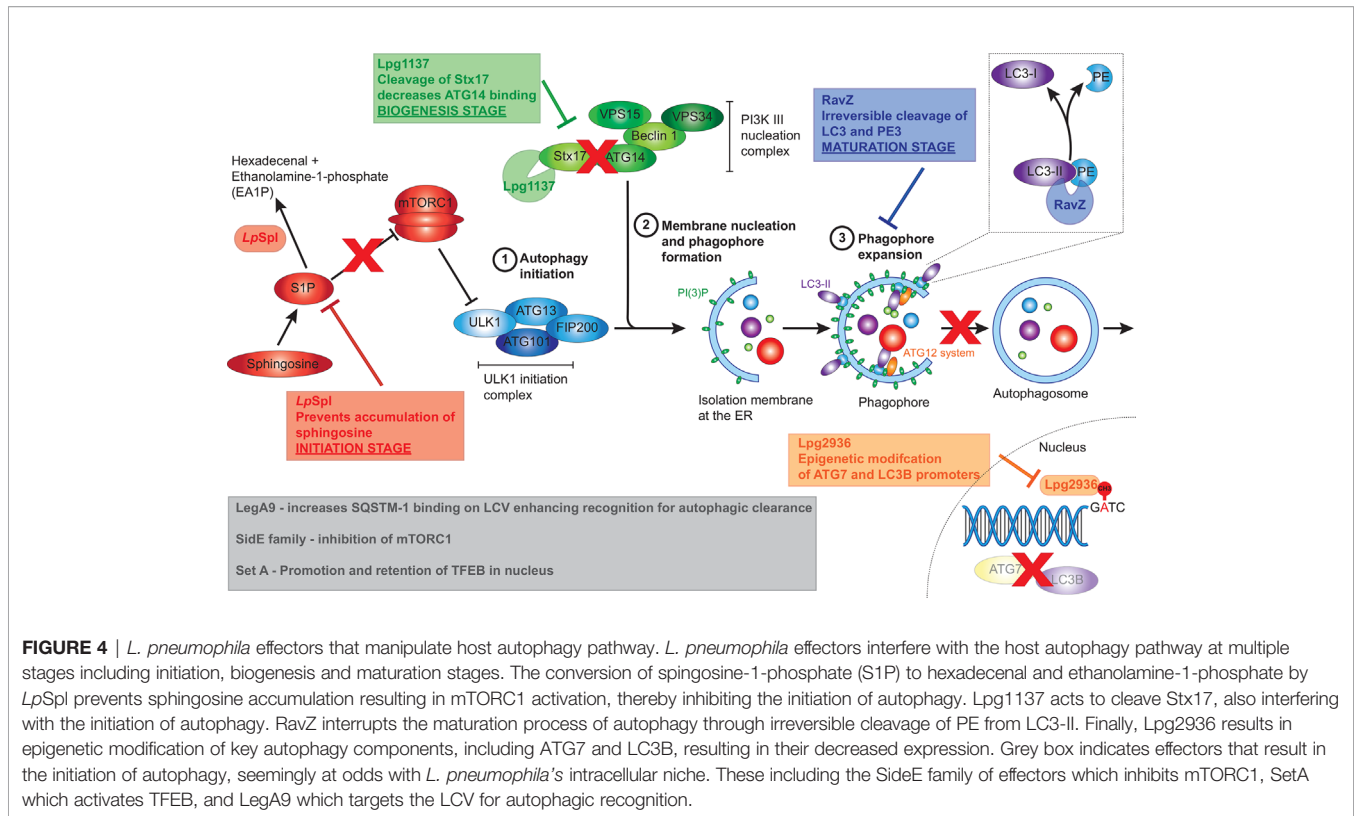 Lpg1137
Cleavage of Stx17
decreases ATG14 binding
BIOGENESIS STAGE
VPS15
VPS34
Beclin 1
Stx17
ATG14
Lpg1137
PI3K III
nucleation
complex
RavZ
Irreversible cleavage of
LC3 and PE3
MATURATION STAGE
LC3-I
PE
LC3-II
PE
RavZ
Hexadecenal +
Ethanolamine-1-phosphate
(EA1P)
LpSpl
mTORC1
S1P
Sphingosine
1 Autophagy
initiation
ULK1
ATG13
FIP200
ATG101
ULK1 initiation
complex
2 Membrane nucleation
and phagophore
formation
PI(3)P
Isolation membrane
at the ER
3 Phagophore
expansion
LC3-II
ATG12 system
Phagophore
Autophagosome
LpSpl
Prevents accumulation of
sphingosine
INITIATION STAGE
Lpg2936
Epigenetic modifcation
of ATG7 and LC3B promoters
Nucleus
Lpg2936
CH3
GATC
ATG7
LC3B
LegA9 - increases SQSTM-1 binding on LCV enhancing recognition for autophagic clearance
SidE family - inhibition of mTORC1
Set A - Promotion and retention of TFEB in nucleus
FIGURE 4 | L. pneumophila effectors that manipulate host autophagy pathway. L. pneumophila effectors interfere with the host autophagy pathway at multiple
stages including initiation, biogenesis and maturation stages. The conversion of spingosine-1-phosphate (S1P) to hexadecenal and ethanolamine-1-phosphate by
LpSpl prevents sphingosine accumulation resulting in mTORC1 activation, thereby inhibiting the initiation of autophagy. Lpg1137 acts to cleave Stx17, also interfering
with the initiation of autophagy. RavZ interrupts the maturation process of autophagy through irreversible cleavage of PE from LC3-II. Finally, Lpg2936 results in
epigenetic modification of key autophagy components, including ATG7 and LC3B, resulting in their decreased expression. Grey box indicates effectors that result in
the initiation of autophagy, seemingly at odds with L. pneumophila's intracellular niche. These including the SideE family of effectors which inhibits mTORC1, SetA
which activates TFEB, and LegA9 which targets the LCV for autophagic recognition.